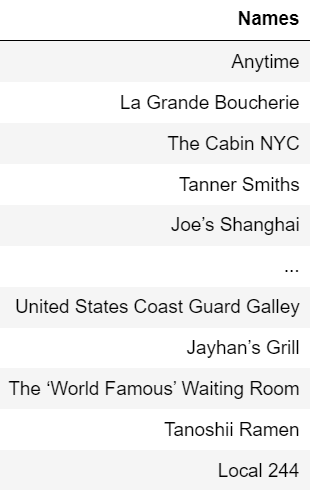 Names
Anytime
La Grande Boucherie
The Cabin NYC
Tanner Smiths
Joe’s Shanghai
...
United States Coast Guard Galley
Jayhan’s Grill
The ‘World Famous’ Waiting Room
Tanoshii Ramen
Local 244